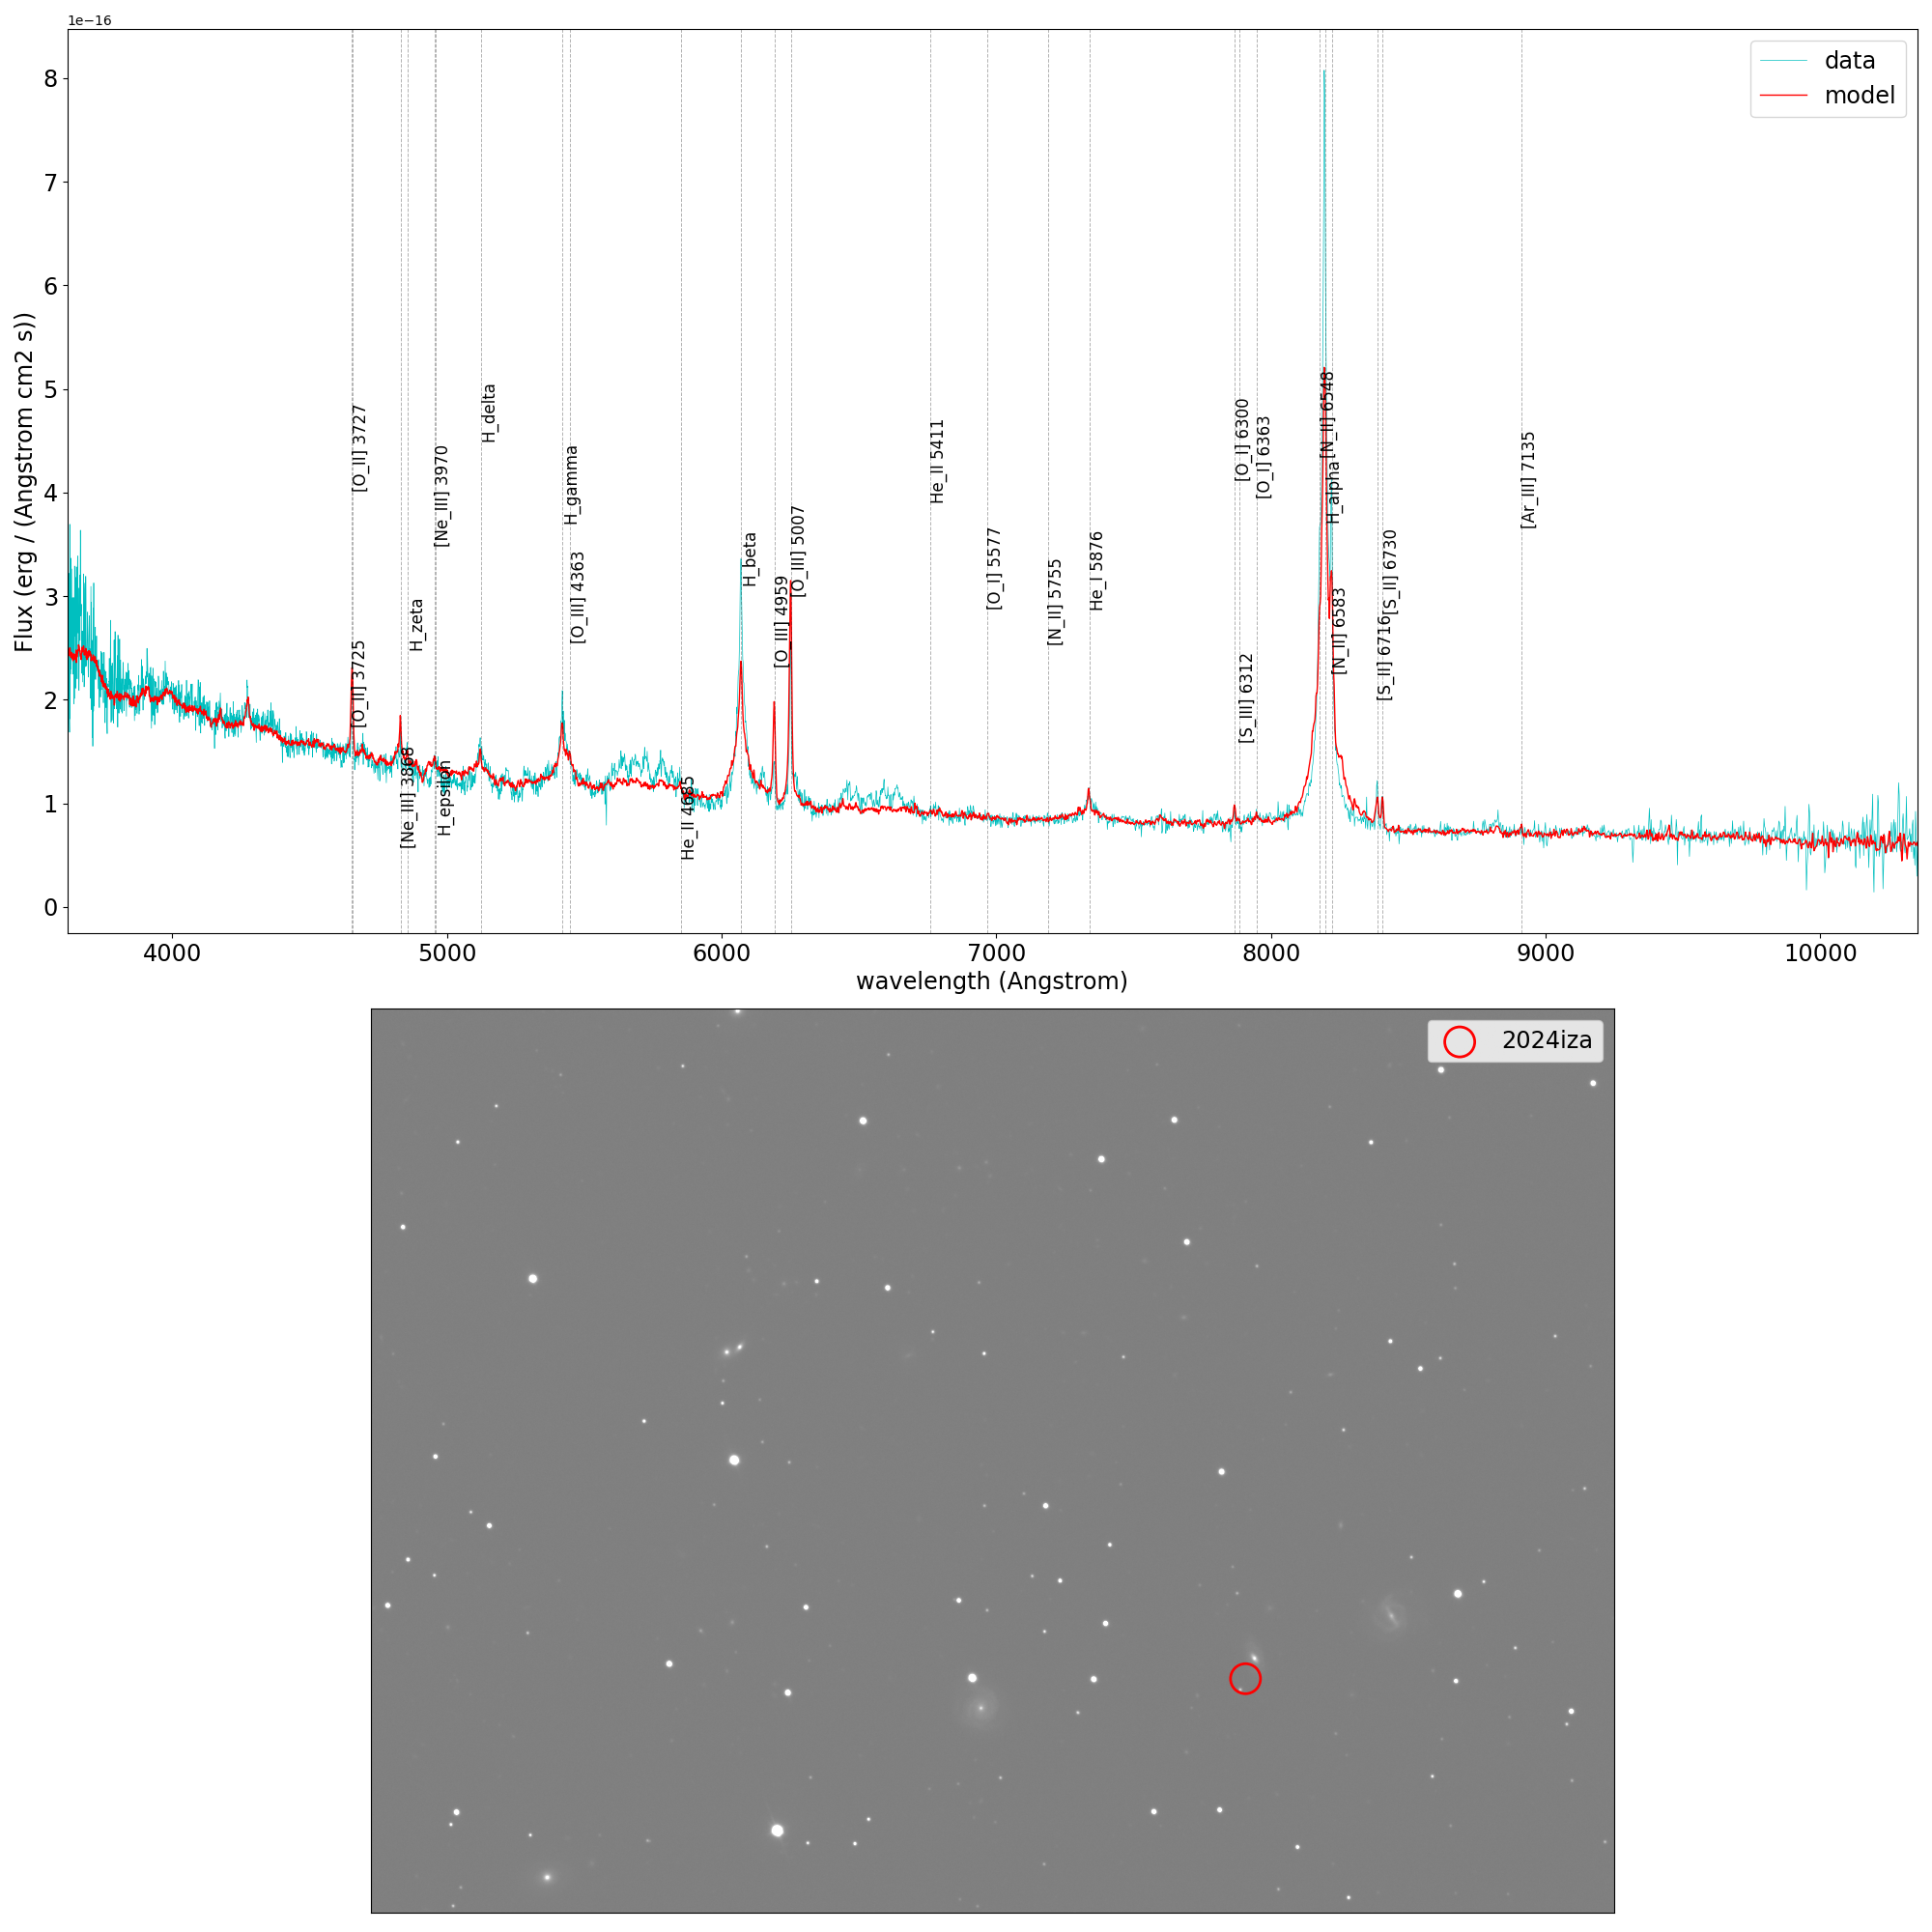 1e−16
data
model
8
7
6
5
4
3
2
1
0
Flux (erg / (Angstrom cm2 s))
[O_II] 3727
[O_II] 3725
[Ne_III] 3868
H_zeta
[Ne_III] 3970
H_epsilon
H_delta
H_gamma
[O_III] 4363
He_II 4685
H_beta
[O_III] 4959
[O_III] 5007
He_II 5411
[O_I] 5577
[N_II] 5755
He_I 5876
[O_I] 6300
[S_III] 6312
[O_I] 6363
[N_II] 6548
H_alpha
[N_II] 6583
[S_II] 6716
[S_II] 6730
[Ar_III] 7135
4000 5000 6000 7000 8000 9000 10000
wavelength (Angstrom)
2024iza